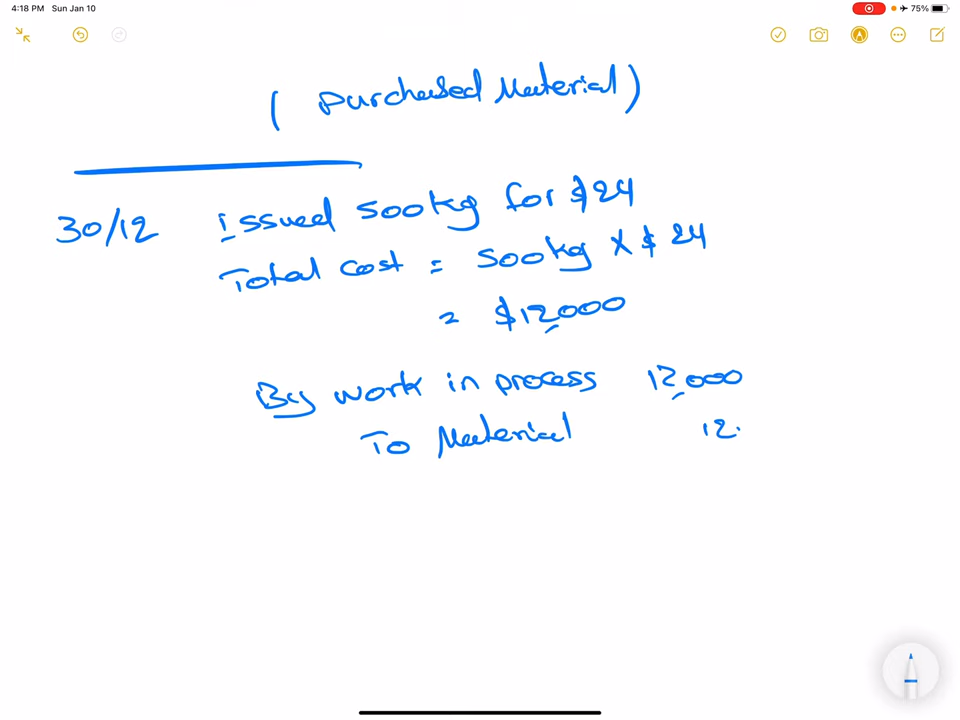 4:18 PM Sun Jan 10 75%
( Purchased Material )
30/12 Issued 500kg for $24
Total cost = 500kg X $24
= $12,000
By work in process 12,000
To Material 12.